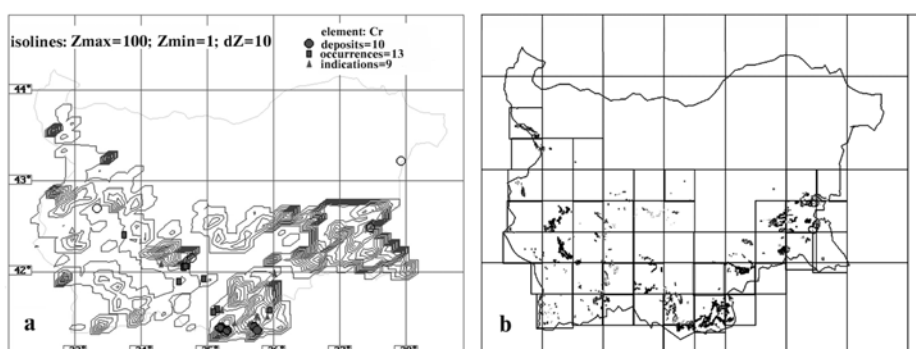 isolines: Zmax=100; Zmin=1; dZ=10
element: Cr
deposits=10
occurrences=13
indications=9
44°
43°
42°
a
b